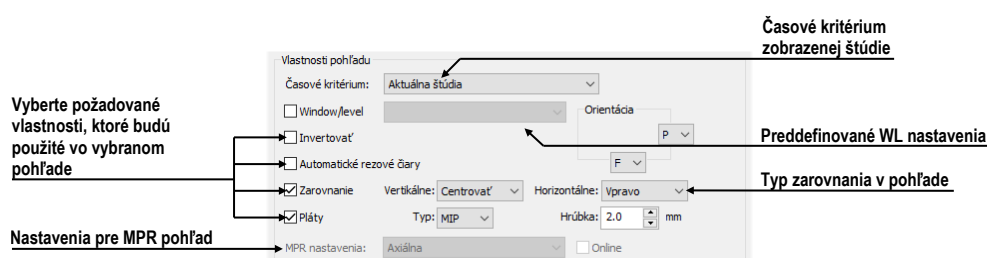 Časové kritérium
zobrazenej štúdie
Vlastnosti pohľadu
Časové kritérium: Aktuálna štúdia
Vyberte požadované
vlastnosti, ktoré budú
použité vo vybranom
pohľade
Window/level
Orientácia
Invertovať
P
Preddefinované WL nastavenia
Automatické rezové čiary
F
Zarovnanie Vertikálne: Centrovať Horizontálne: Vpravo
Typ zarovnania v pohľade
Pláty Typ: MIP Hrúbka: 2.0 mm
Nastavenia pre MPR pohľad
MPR nastavenia: Axiálna Online